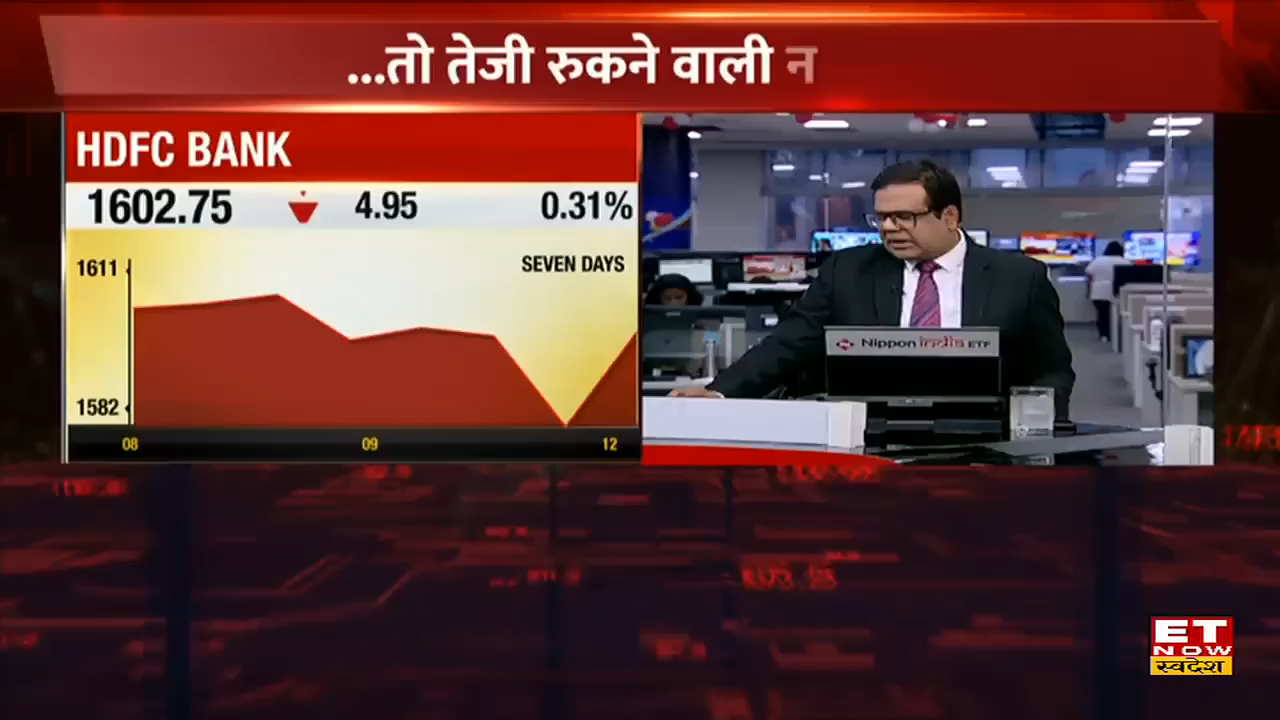 ...तो तेजी रुकने वाली न
HDFC BANK
1602.75 4.95 0.31%
SEVEN DAYS
1611
1582
08 09 12
Nippon india ETF
ET
NOW
स्वदेश